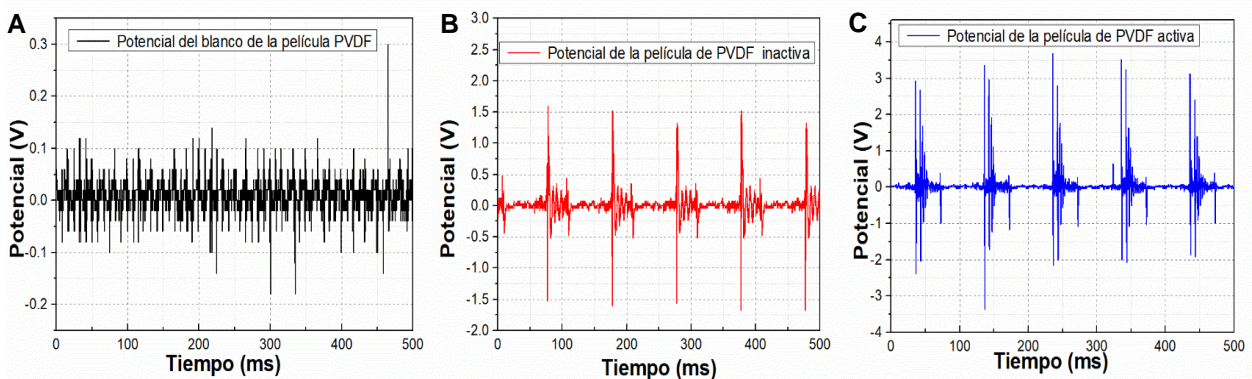 A
Potencial del blanco de la película PVDF
0.3
0.2
0.1
0.0
-0.1
-0.2
Potencial (V)
0 100 200 300 400 500
Tiempo (ms)
B
Potencial de la película de PVDF inactiva
3.0
2.5
2.0
1.5
1.0
0.5
0.0
-0.5
-1.0
-1.5
-2.0
Potencial (V)
0 100 200 300 400 500
Tiempo (ms)
C
Potencial de la película de PVDF activa
4
3
2
1
0
-1
-2
-3
-4
Potencial (V)
0 100 200 300 400 500
Tiempo (ms)